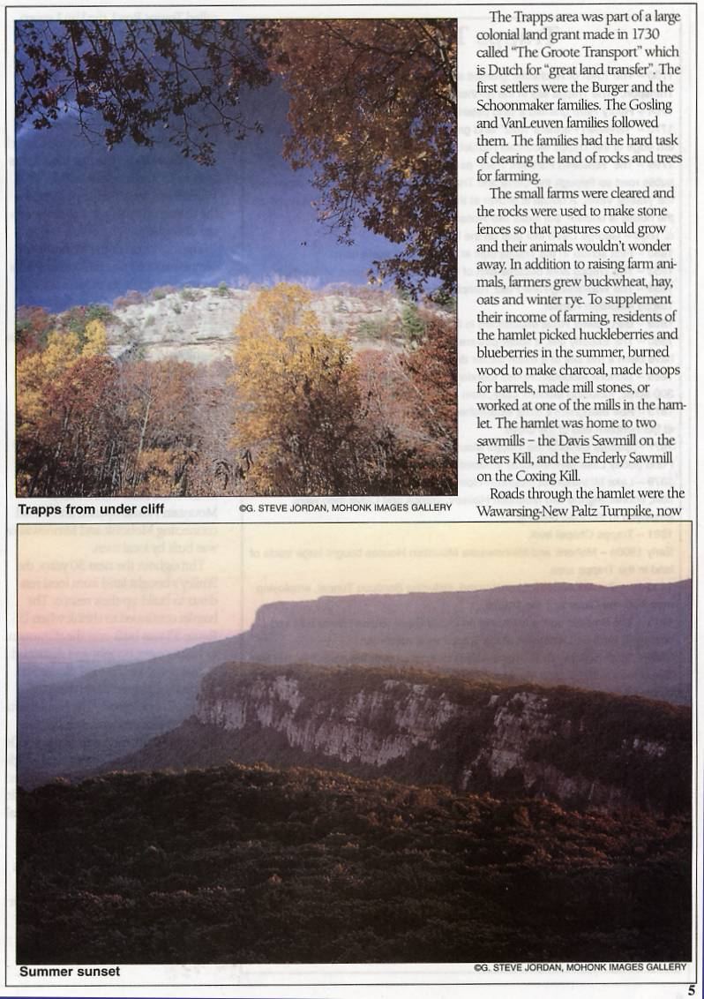 The Trapps area was part of a large
colonial land grant made in 1730
called “The Groote Transport” which
is Dutch for “great land transfer”. The
first settlers were the Burger and the
Schoonmaker families. The Gosling
and VanLeuven families followed
them. The families had the hard task
of clearing the land of rocks and trees
for farming.
The small farms were cleared and
the rocks were used to make stone
fences so that pastures could grow
and their animals wouldn’t wonder
away. In addition to raising farm ani-
mals, farmers grew buckwheat, hay,
oats and winter rye. To supplement
their income of farming, residents of
the hamlet picked huckleberries and
blueberries in the summer, burned
wood to make charcoal, made hoops
for barrels, made mill stones, or
worked at one of the mills in the ham-
let. The hamlet was home to two
sawmills – the Davis Sawmill on the
Peters Kill, and the Enderly Sawmill
on the Coxing Kill.
Roads through the hamlet were the
Wawarsing-New Paltz Turnpike, now
Trapps from under cliff
©G. STEVE JORDAN, MOHONK IMAGES GALLERY
Summer sunset
©G. STEVE JORDAN, MOHONK IMAGES GALLERY
5